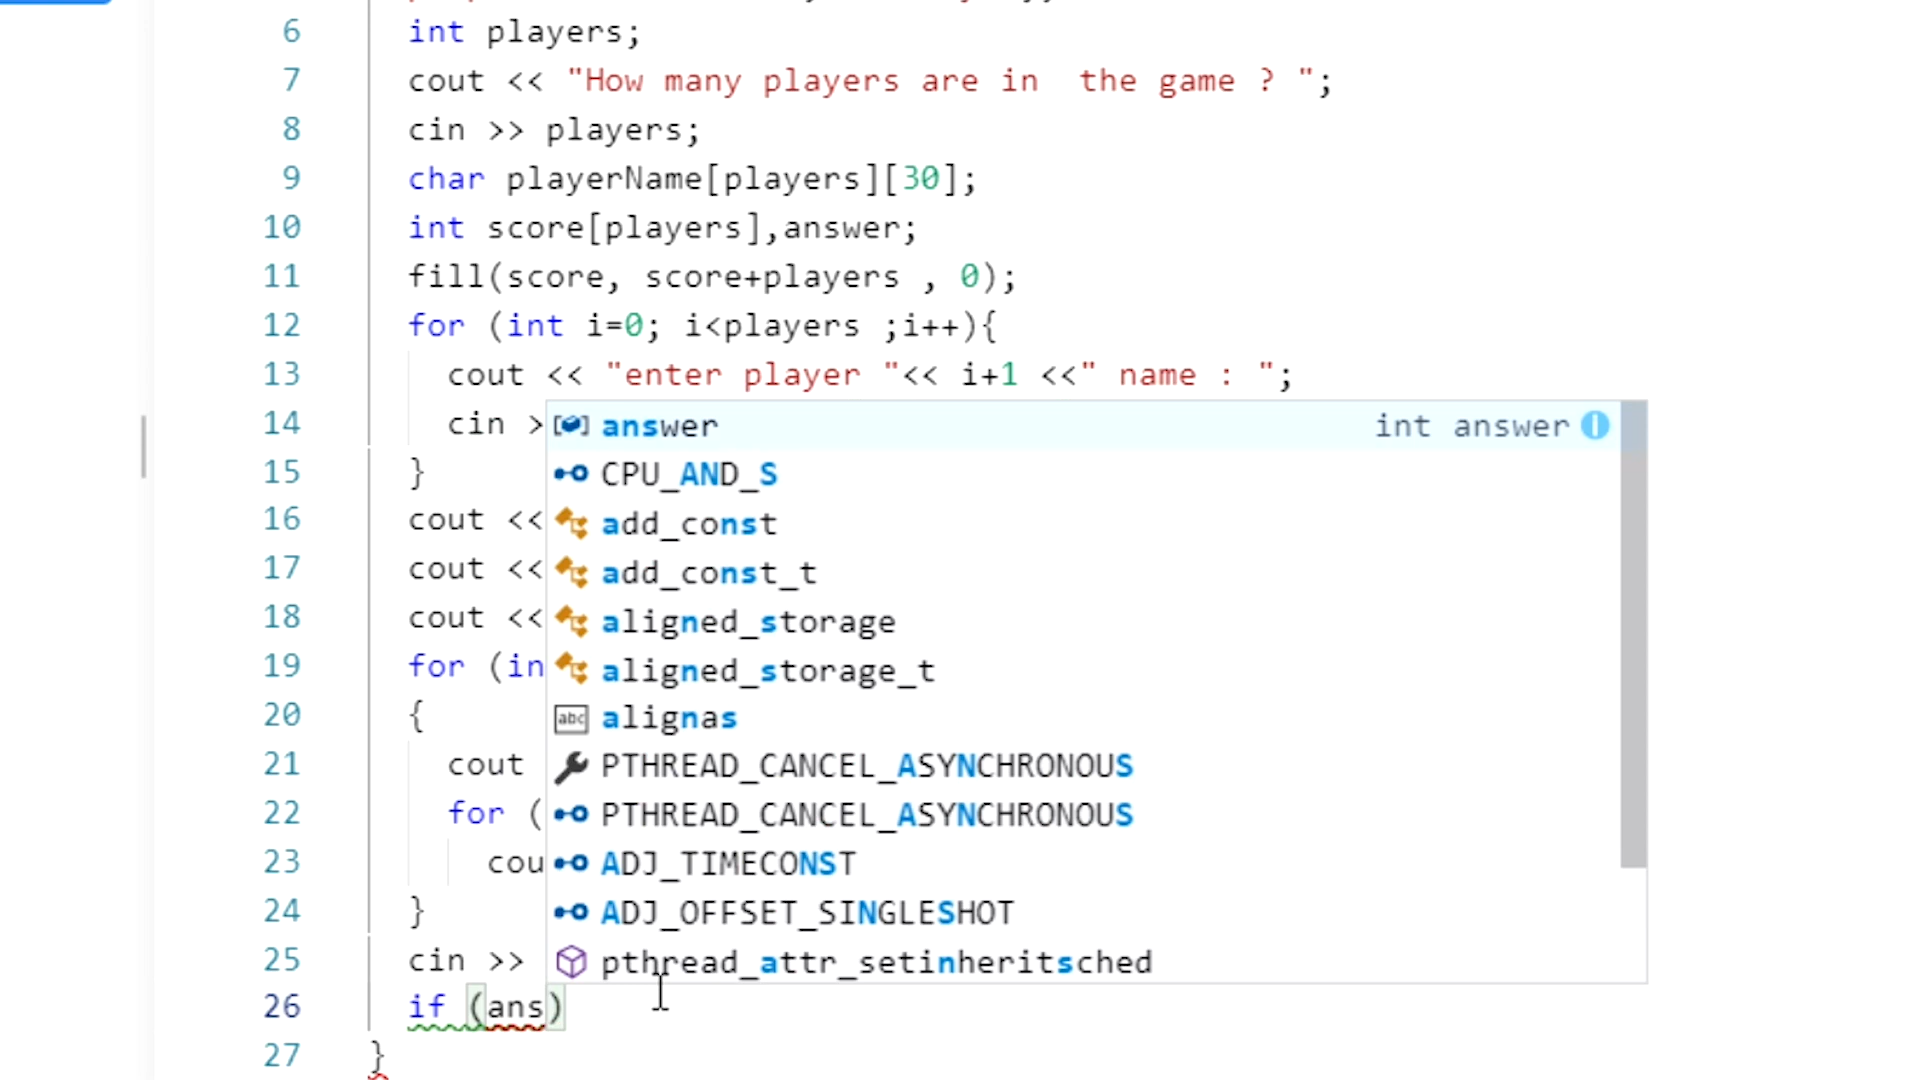 6 int players;
7 cout << "How many players are in  the game ? ";
8 cin >> players;
9 char playerName[players][30];
10 int score[players],answer;
11 fill(score, score+players , 0);
12 for (int i=0; i<players ;i++){
13 cout << "enter player "<< i+1 <<" name : ";
14 cin >
answer int answer
15 }
CPU_AND_S
16 cout <<
add_const
17 cout <<
add_const_t
18 cout <<
aligned_storage
19 for (in
aligned_storage_t
20 {
abc alignas
21 cout
PTHREAD_CANCEL_ASYNCHRONOUS
22 for (
PTHREAD_CANCEL_ASYNCHRONOUS
23 cou
ADJ_TIMECONST
24 }
ADJ_OFFSET_SINGLESHOT
25 cin >>
pthread_attr_setinheritsched
26 if (ans)
27 }